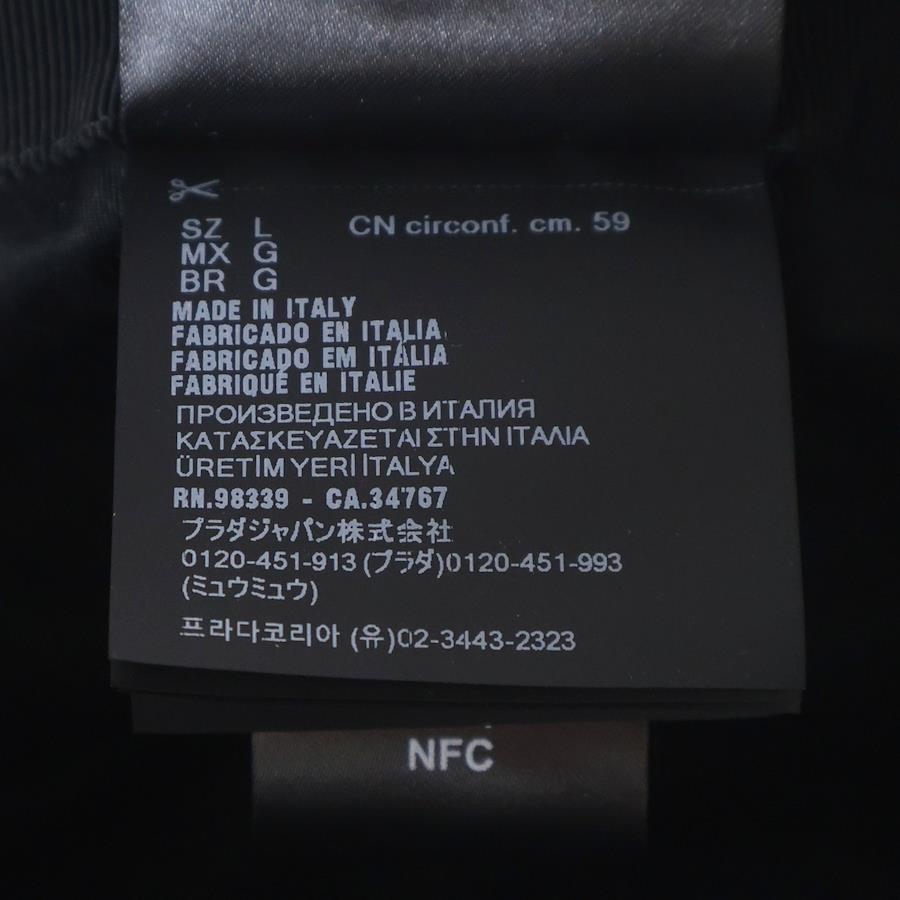 SZ L CN circonf. cm. 59
MX G
BR G
MADE IN ITALY
FABRICADO EN ITALIA
FABRICADO EM ITÁLIA
FABRIQUÉ EN ITALIE
ПРОИЗВЕДЕНО В ИТАЛИЯ
ΚΑΤΑΣΚΕΥΑΖΕΤΑΙ ΣΤΗΝ ΙΤΑΛΙΑ
ÜRETİM YERİ İTALYA
RN.98339 - CA.34767
プラダジャパン株式会社
0120-451-913 (プラダ)0120-451-993
(ミュウミュウ)
프라다코리아 (유)02-3443-2323
NFC